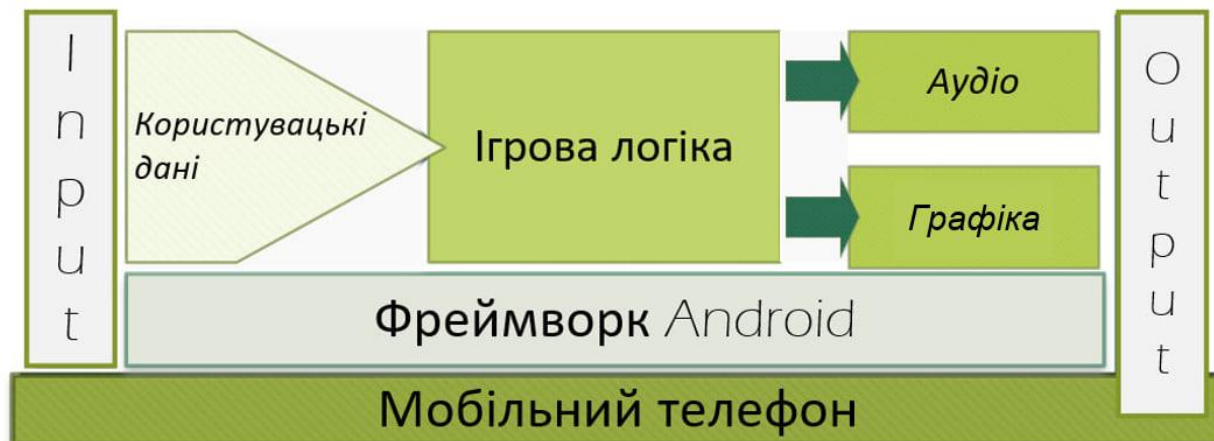 Input
Користувацькі
дані
Ігрова логіка
Аудіо
Графіка
Output
Фреймворк Android
Мобільний телефон